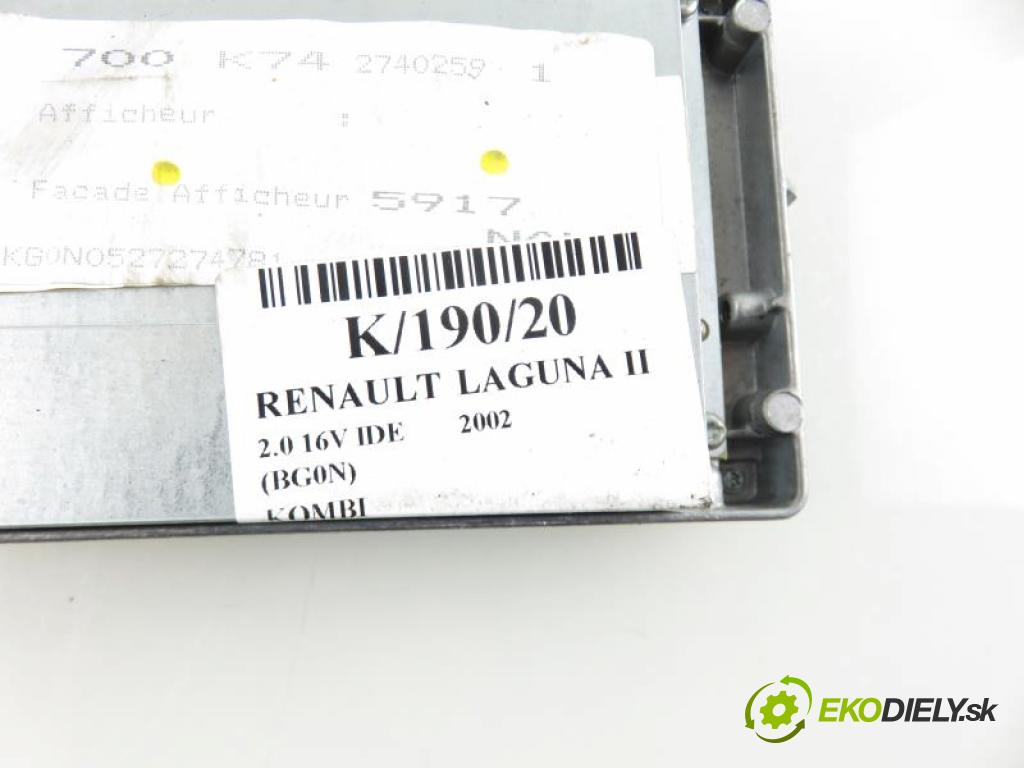 700 K74 2740259 1
Afficheur :
Facade Afficheur 5917
KG0N0527274781
K/190/20
RENAULT LAGUNA II
2.0 16V IDE 2002
(BG0N)
KOMBI
EKODIELY.sk